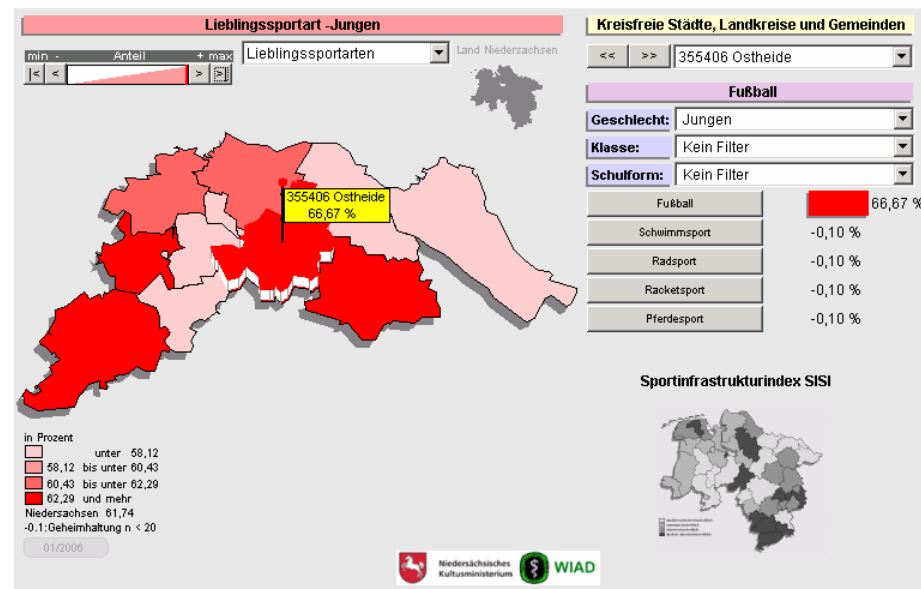 Lieblingssportart -Jungen
min - Anteil + max
|< < > >|
Lieblingssportarten
Land Niedersachsen
355406 Ostheide
66,67 %
in Prozent
unter 58,12
58,12 bis unter 60,43
60,43 bis unter 62,29
62,29 und mehr
Niedersachsen 61,74
-0.1:Geheimhaltung n < 20
01/2006
Kreisfreie Städte, Landkreise und Gemeinden
<< >> 355406 Ostheide
Fußball
Geschlecht: Jungen
Klasse: Kein Filter
Schulform: Kein Filter
Fußball 66,67 %
Schwimmsport -0,10 %
Radsport -0,10 %
Racketsport -0,10 %
Pferdesport -0,10 %
Sportinfrastrukturindex SISI
Niedersächsisches
Kultusministerium
WIAD